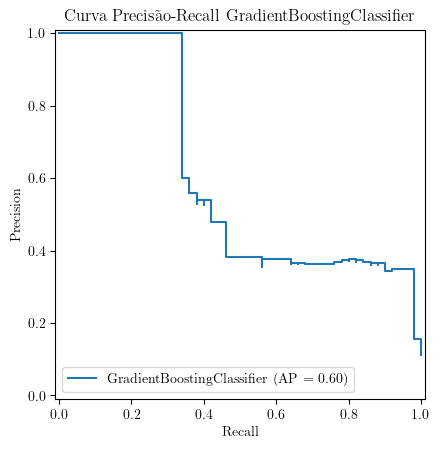 Curva Precisão-Recall GradientBoostingClassifier
1.0
0.8
0.6
0.4
0.2
0.0
Precision
GradientBoostingClassifier (AP = 0.60)
0.0 0.2 0.4 0.6 0.8 1.0
Recall